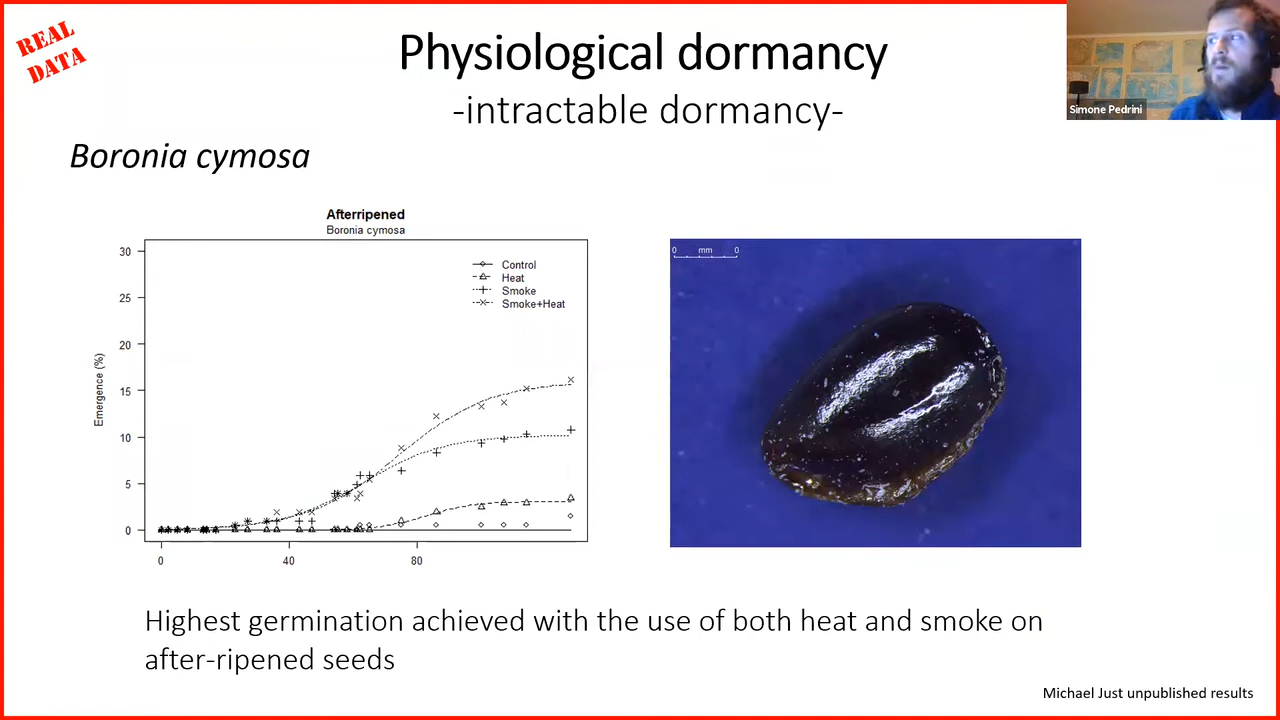 REAL
DATA
Physiological dormancy
-intractable dormancy-
Simone Pedrini
Boronia cymosa
Afterripened
Boronia cymosa
Control
Heat
Smoke
Smoke+Heat
Emergence (%)
30
25
20
15
10
5
0
0 40 80
0 mm 0
Highest germination achieved with the use of both heat and smoke on
after-ripened seeds
Michael Just unpublished results